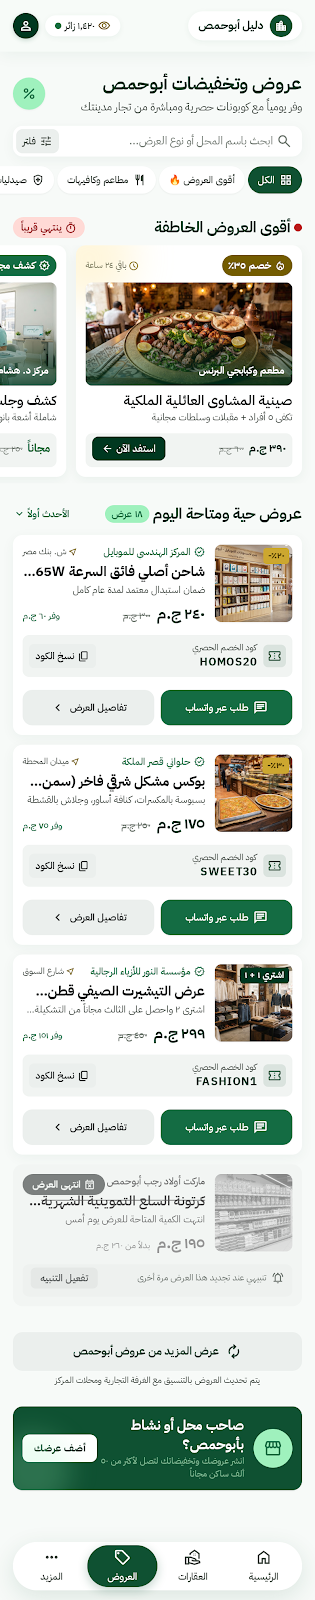 دليل أبوحمص
١,٤٢٠ زائر
عروض وتخفيضات أبوحمص
وفر يومياً مع كوبونات حصرية ومباشرة من تجار مدينتك
ابحث باسم المحل أو نوع العرض...
فلتر
الكل
أقوى العروض 🔥
مطاعم وكافيهات
صيدليات
أقوى العروض الخاطفة
ينتهي قريباً
خصم ٣٥٪
باقي ٢٤ ساعة
مطعم وكبابجي البرنس
صينية المشاوي العائلية الملكية
تكفي ٥ أفراد + مقبلات وسلطات مجانية
٣٩٠ ج.م
٦٠٠ ج.م
استفد الآن
كشف مج
مركز د. هشام
كشف وجل
شاملة أشعة بانو
مجاناً
عروض حية ومتاحة اليوم
١٨ عرض
الأحدث أولاً
-٢٠٪
المركز الهندسي للموبايل
ش. بنك مصر
شاحن أصلي فائق السرعة 65W...
ضمان استبدال معتمد لمدة عام كامل
٢٤٠ ج.م
٣٠٠ ج.م
وفر ٦٠ ج.م
كود الخصم الحصري
HOMOS20
نسخ الكود
طلب عبر واتساب
تفاصيل العرض
-٣٠٪
حلواني قصر الملكة
ميدان المحطة
بوكس مشكل شرقي فاخر (سمن...
بسبوسة بالمكسرات، كنافة أساور، وجلاش بالقشطة
١٧٥ ج.م
٢٥٠ ج.م
وفر ٧٥ ج.م
كود الخصم الحصري
SWEET30
نسخ الكود
طلب عبر واتساب
تفاصيل العرض
اشتري ١ + ١
مؤسسة النور للأزياء الرجالية
شارع السوق
عرض التيشيرت الصيفي قطن...
اشتري ٢ واحصل على الثالث مجاناً من التشكيلة...
٢٩٩ ج.م
٤٥٠ ج.م
وفر ١٥١ ج.م
كود الخصم الحصري
FASHION1
نسخ الكود
طلب عبر واتساب
تفاصيل العرض
ماركت أولاد رجب أبوحمص
انتهى العرض
كرتونة السلع التموينية الشهرية...
انتهت الكمية المتاحة للعرض يوم أمس
١٩٥ ج.م
بدلاً من ٢٦٠ ج.م
تنبيهي عند تجديد هذا العرض مرة أخرى
تفعيل التنبيه
عرض المزيد من عروض أبوحمص
يتم تحديث العروض بالتنسيق مع الغرفة التجارية ومحلات المركز
صاحب محل أو نشاط
بأبوحمص؟
انشر عروضك وتخفيضاتك لتصل لأكثر من ٥٠
ألف ساكن مجاناً
أضف عرضك
الرئيسية
العقارات
العروض
المزيد